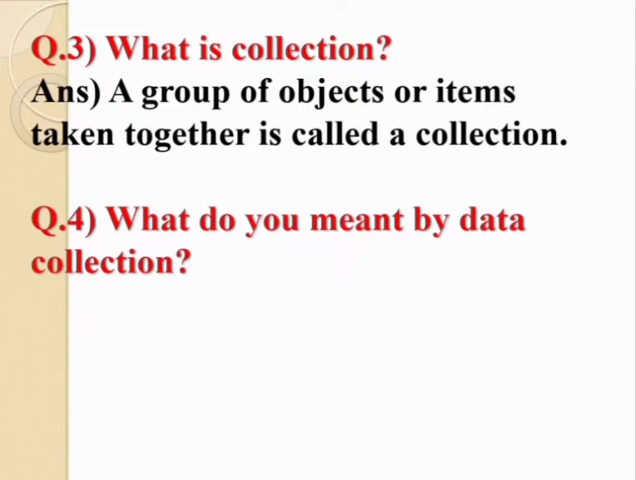 Q.3) What is collection?
Ans) A group of objects or items
taken together is called a collection.
Q.4) What do you meant by data
collection?